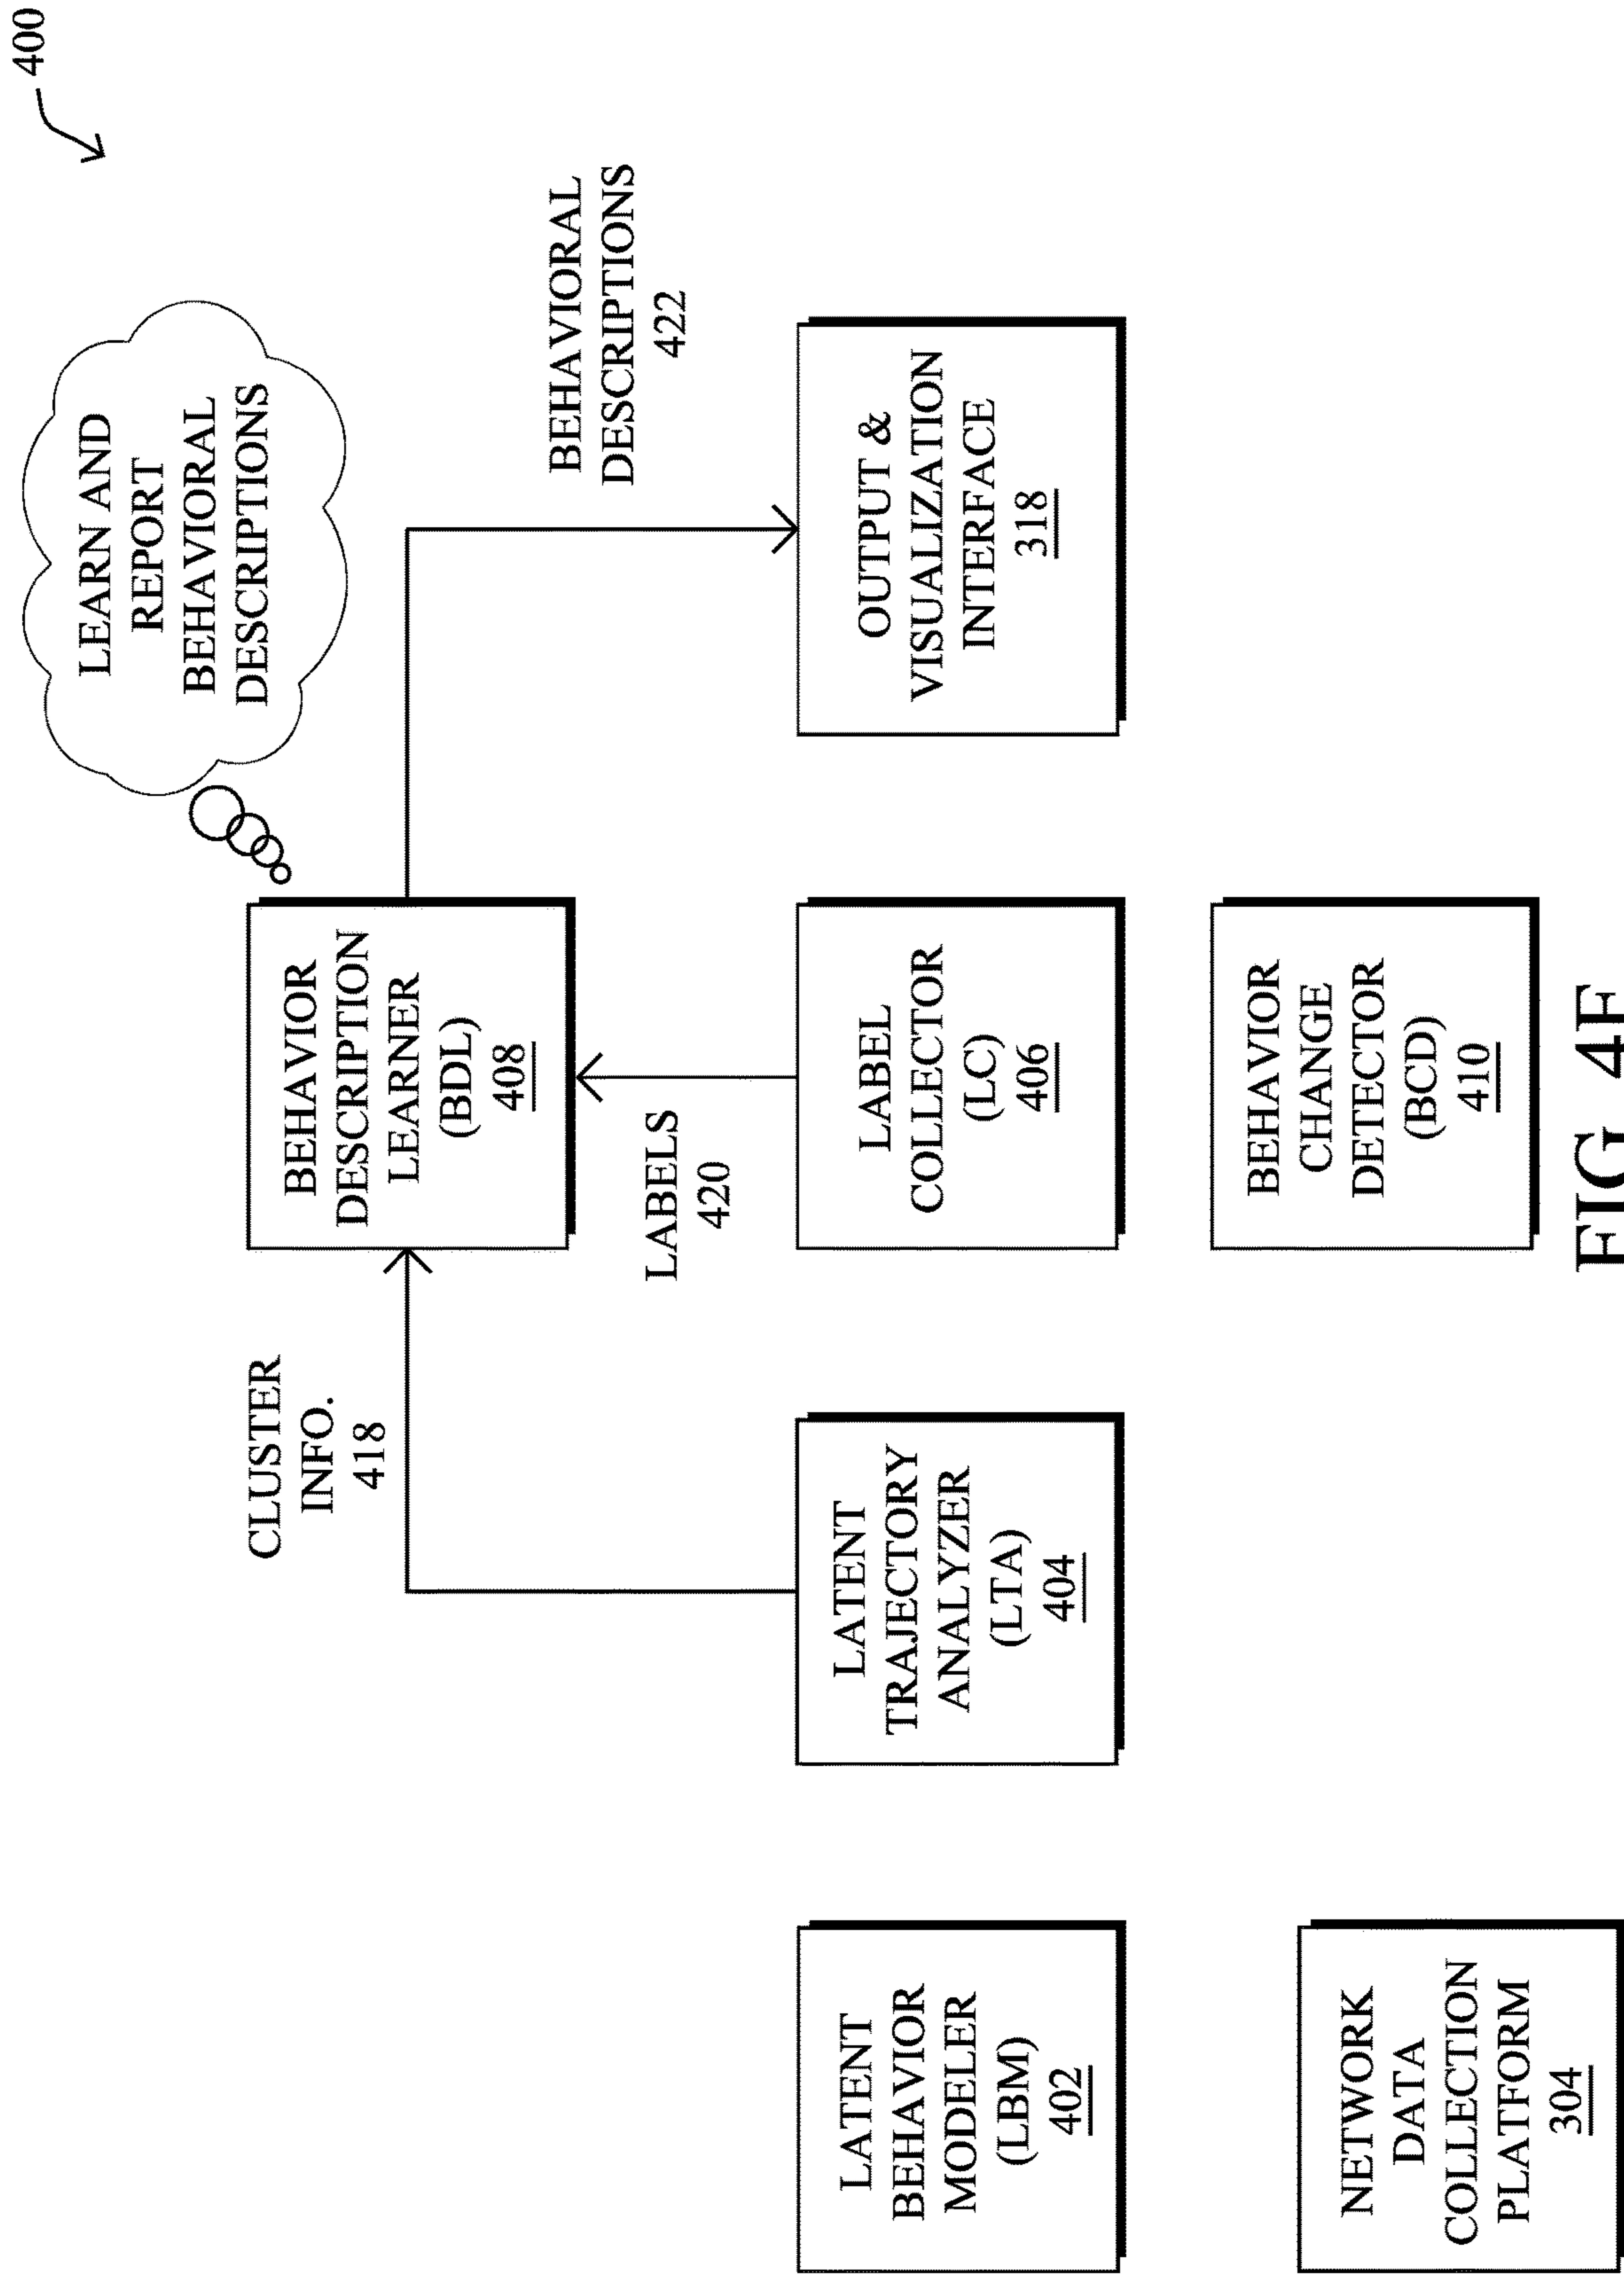 400
LEARN AND
REPORT
BEHAVIORAL
DESCRIPTIONS
CLUSTER
INFO.
418
BEHAVIOR
DESCRIPTION
LEARNER
(BDL)
408
BEHAVIORAL
DESCRIPTIONS
422
LABELS
420
LATENT
BEHAVIOR
MODELER
(LBM)
402
LATENT
TRAJECTORY
ANALYZER
(LTA)
404
LABEL
COLLECTOR
(LC)
406
OUTPUT &
VISUALIZATION
INTERFACE
318
NETWORK
DATA
COLLECTION
PLATFORM
304
BEHAVIOR
CHANGE
DETECTOR
(BCD)
410
FIG